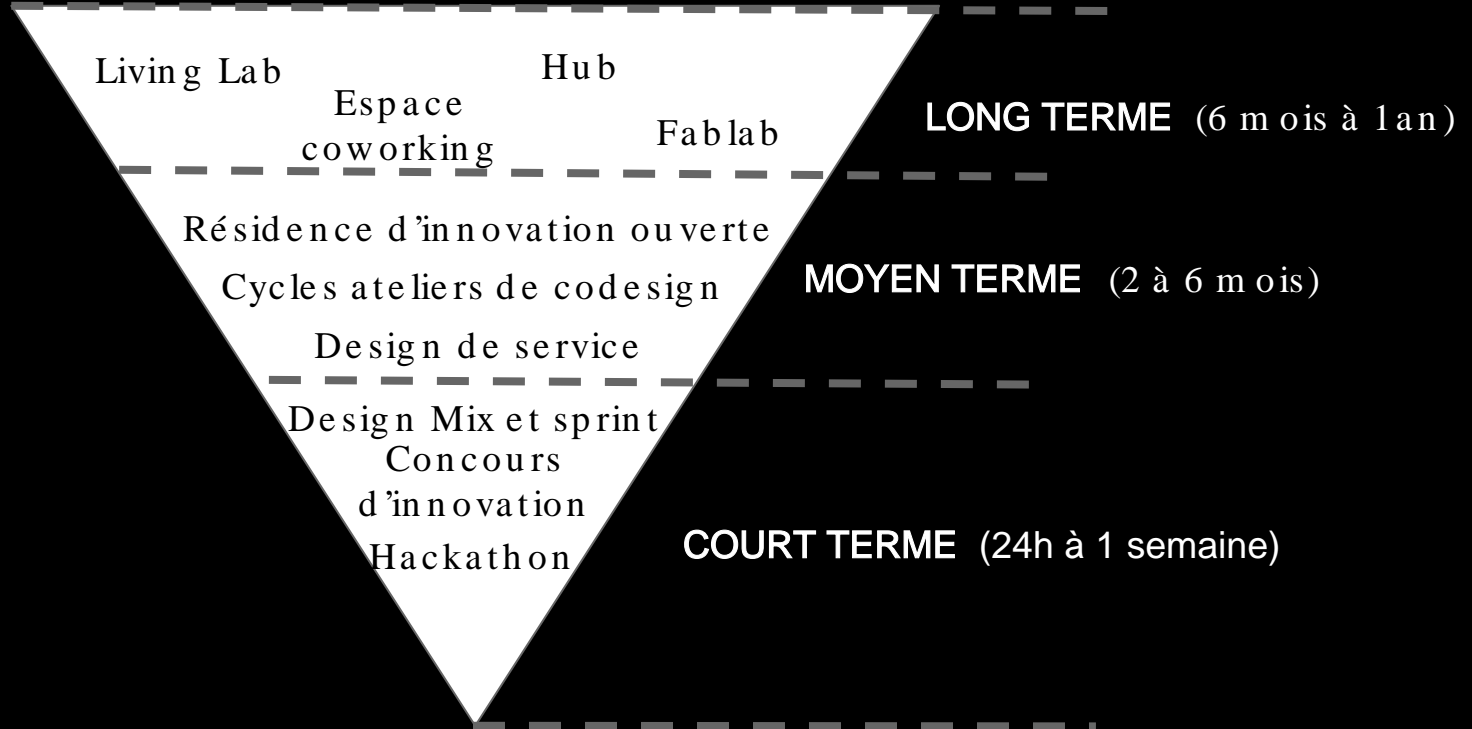 Living Lab
Hub
Espace
coworking
Fablab
LONG TERME (6 mois à 1an)
Résidence d'innovation ouverte
Cycles ateliers de codesign
MOYEN TERME (2 à 6 mois)
Design de service
Design Mix et sprint
Concours
d'innovation
Hackathon
COURT TERME (24h à 1 semaine)